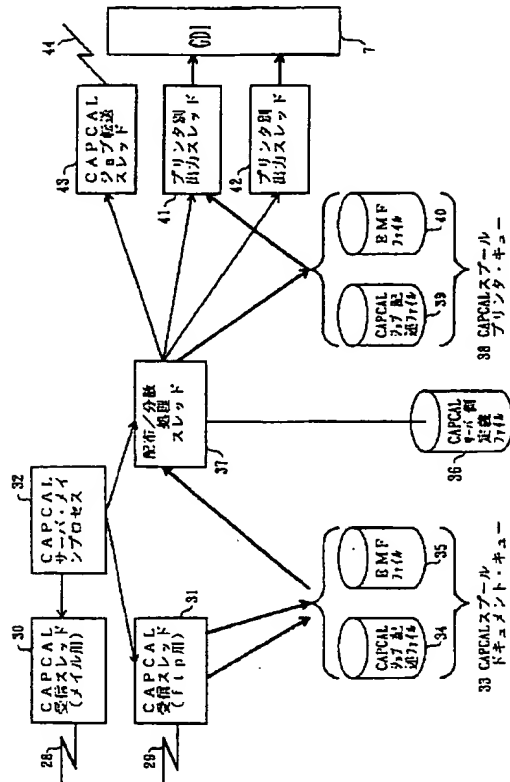 28
30
CAPCAL
受信スレッド
(メイル用)
32
CAPCAL
サーバ・メイ
ンプロセス
29
31
CAPCAL
受信スレッド
(ftp用)
37
配布/分散
処理
スレッド
43
CAPCAL
ジョブ転送
スレッド
44
41
プリンタ別
出力スレッド
42
プリンタ別
出力スレッド
GDI
7
34
CAPCAL
ジョブ 記
述ファイル
35
EMF
ファイル
33 CAPCALスプール
ドキュメント・キュー
36
CAPCAL
サーバ 側
定義
ファイル
39
CAPCAL
ジョブ 記
述ファイル
40
EMF
ファイル
38 CAPCALスプール
プリンタ・キュー